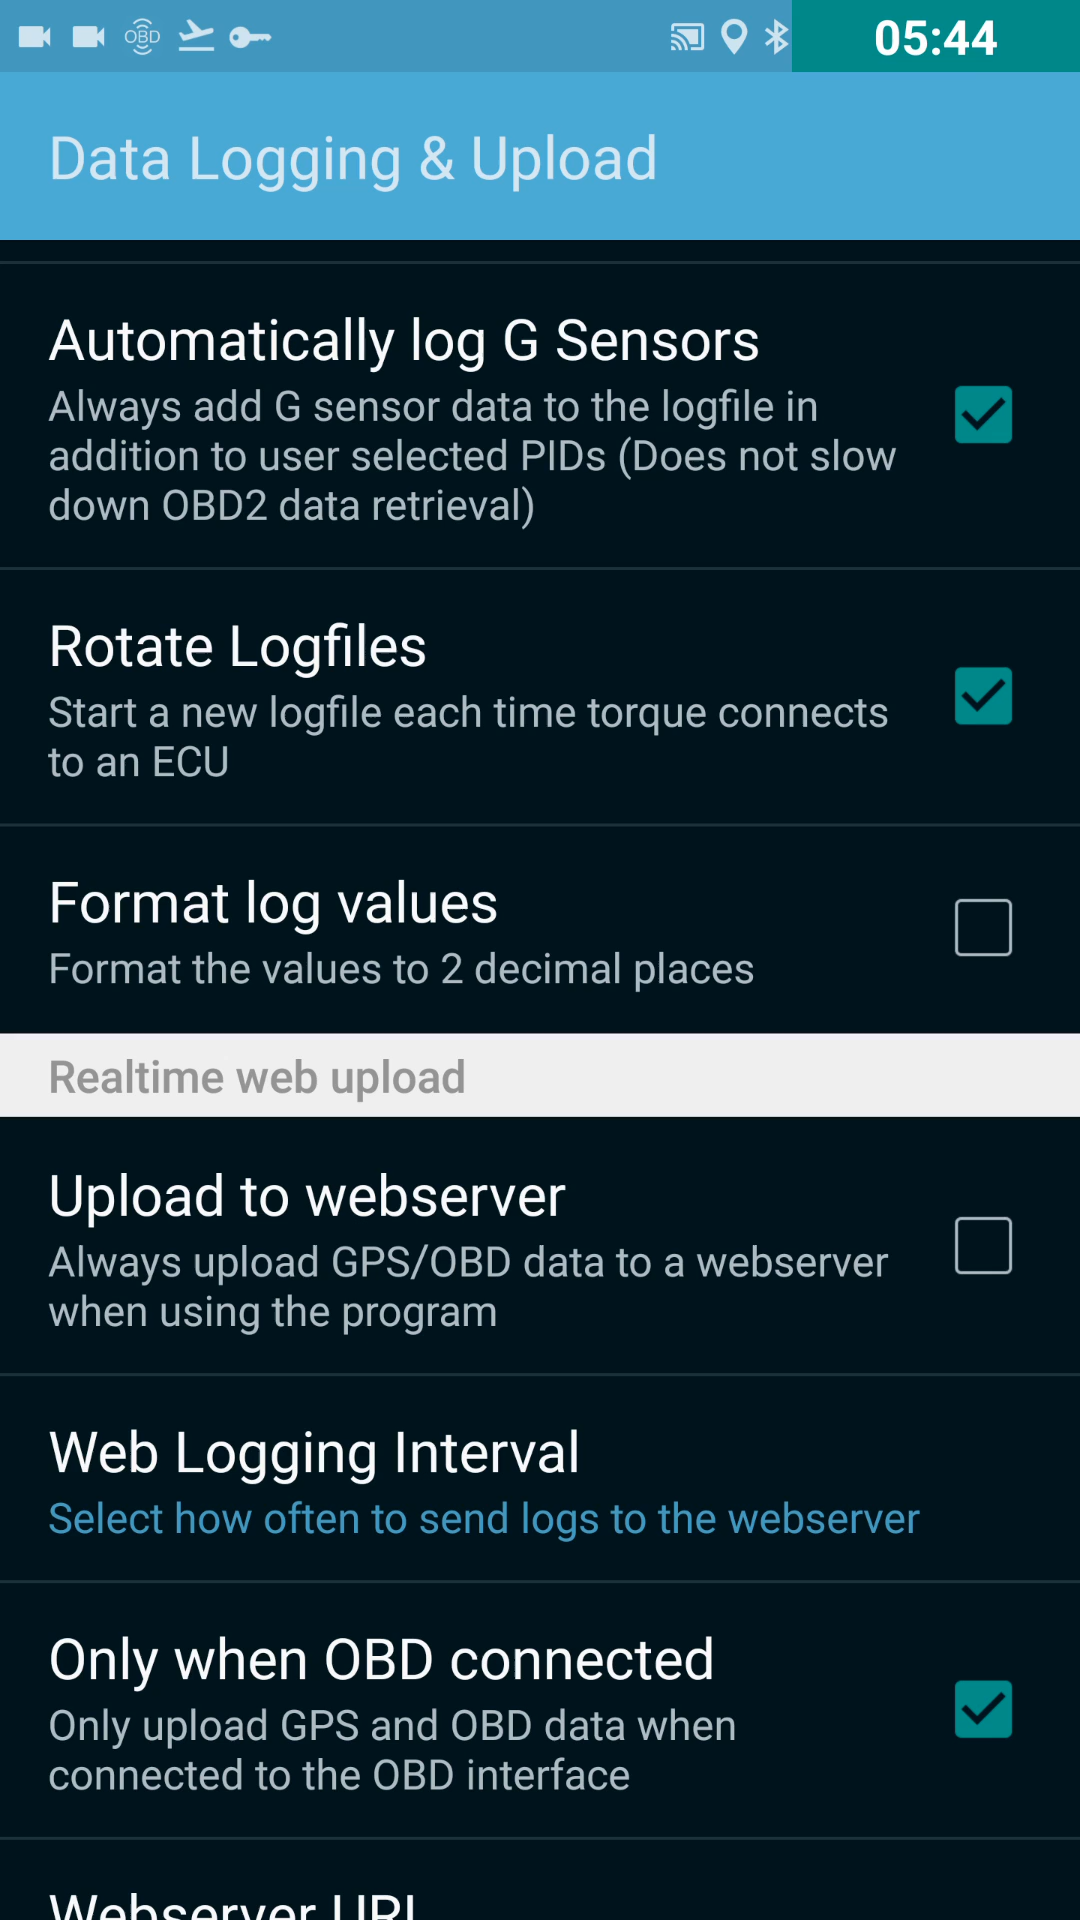 OBD
05:44
Data Logging & Upload
Automatically log G Sensors
Always add G sensor data to the logfile in
addition to user selected PIDs (Does not slow
down OBD2 data retrieval)
Rotate Logfiles
Start a new logfile each time torque connects
to an ECU
Format log values
Format the values to 2 decimal places
Realtime web upload
Upload to webserver
Always upload GPS/OBD data to a webserver
when using the program
Web Logging Interval
Select how often to send logs to the webserver
Only when OBD connected
Only upload GPS and OBD data when
connected to the OBD interface
Webserver URL